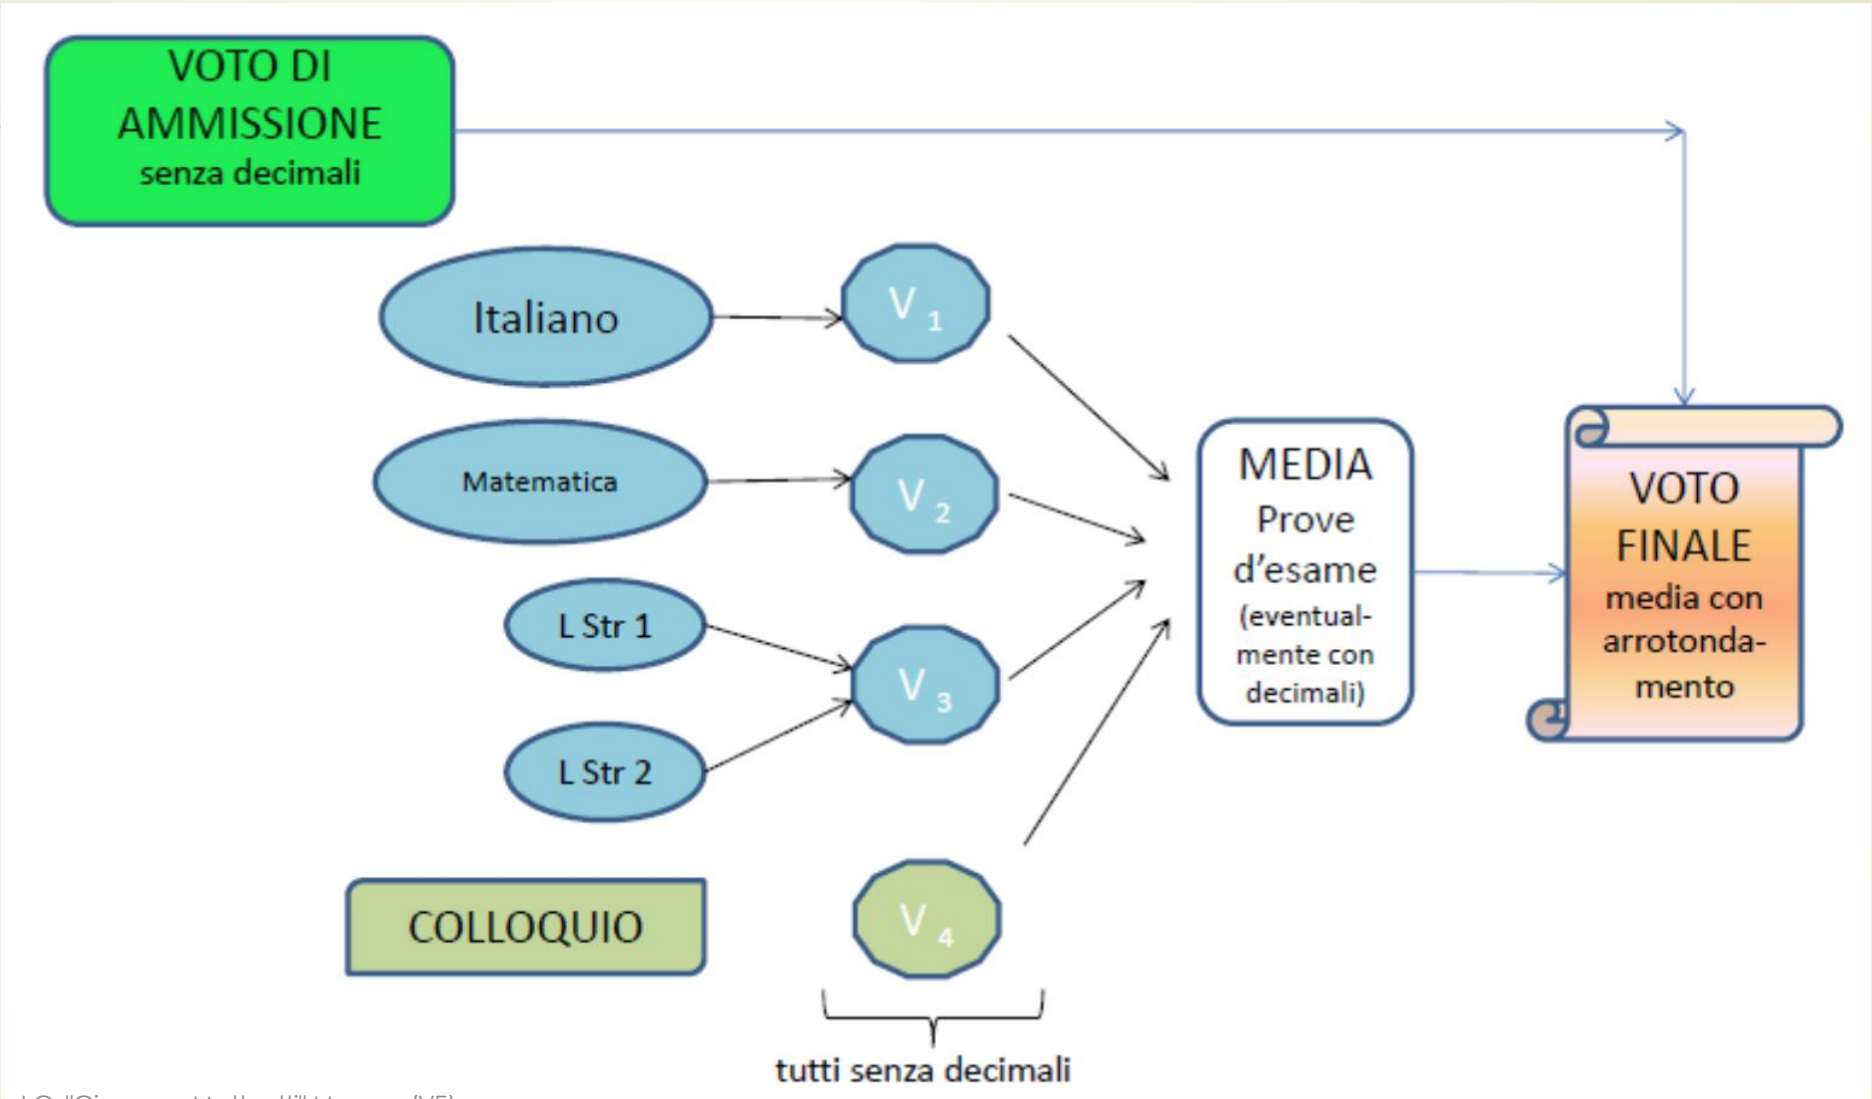 VOTO DI
AMMISSIONE
senza decimali
Italiano
V 1
Matematica
V 2
L Str 1
V 3
L Str 2
COLLOQUIO
V 4
tutti senza decimali
MEDIA
Prove
d'esame
(eventual-
mente con
decimali)
VOTO
FINALE
media con
arrotonda-
mento